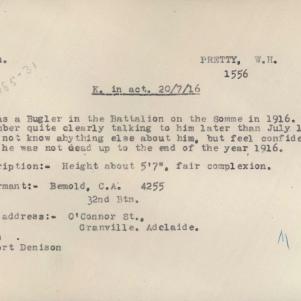 n.
PRETTY, W.H.
1556
K. in act. 20/7/16
as a Bugler in the Battalion on the Somme in 1916.
mber quite clearly talking to him later than July 1
not know abything else about him, but feel confide
he was not dead up to the end of the year 1916.
ription:- Height about 5'7", fair complexion.
rmant:- Bemold, C.A. 4255
32nd Btn.
address:- O'Connor St.,
Granville. Adelaide.
ort Denison